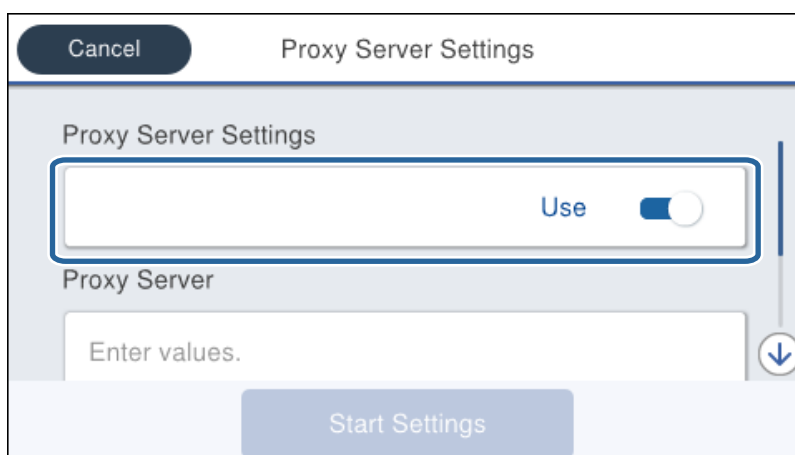 Cancel
Proxy Server Settings
Proxy Server Settings
Use
Proxy Server
Enter values.
Start Settings